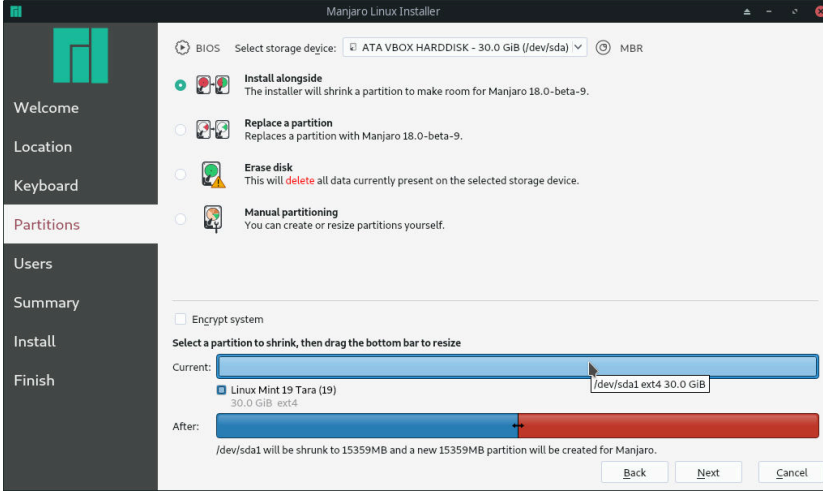 Manjaro Linux Installer
BIOS Select storage device: ATA VBOX HARDDISK - 30.0 GiB (/dev/sda) MBR
Welcome
Location
Keyboard
Partitions
Users
Summary
Install
Finish
Install alongside
The installer will shrink a partition to make room for Manjaro 18.0-beta-9.
Replace a partition
Replaces a partition with Manjaro 18.0-beta-9.
Erase disk
This will delete all data currently present on the selected storage device.
Manual partitioning
You can create or resize partitions yourself.
Encrypt system
Select a partition to shrink, then drag the bottom bar to resize
Current:
/dev/sda1 ext4 30.0 GiB
Linux Mint 19 Tara (19)
30.0 GiB ext4
After:
/dev/sda1 will be shrunk to 15359MB and a new 15359MB partition will be created for Manjaro.
Back Next Cancel